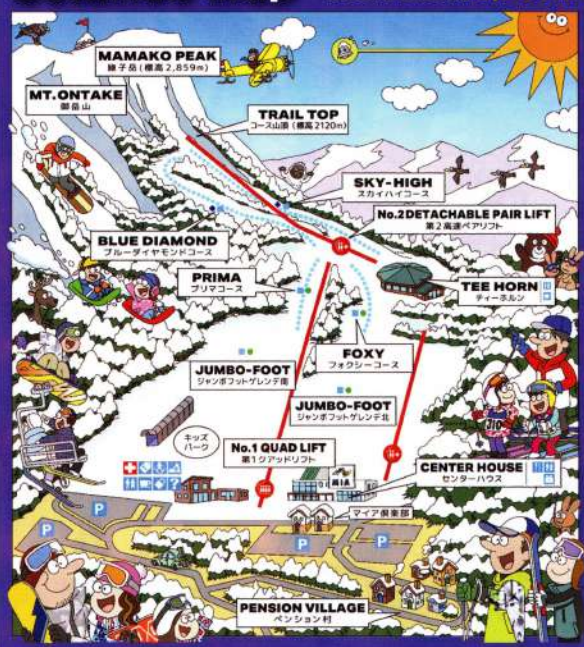 MAMAKO PEAK
継子岳(標高2,859m)
MT.ONTAKE
御岳山
TRAIL TOP
コース山頂(標高2120m)
SKY-HIGH
スカイハイコース
No.2 DETACHABLE PAIR LIFT
第2高速ペアリフト
BLUE DIAMOND
ブルーダイヤモンドコース
PRIMA
プリマコース
TEE HORN
ティーホルン
FOXY
フォクシーコース
JUMBO-FOOT
ジャンボフットゲレンデ南
JUMBO-FOOT
ジャンボフットゲレンデ北
キッズ
パーク
No.1 QUAD LIFT
第1クアッドリフト
MIA
CENTER HOUSE
センターハウス
マイア倶楽部
P
P
P
P
P
PENSION VILLAGE
ペンション村
310